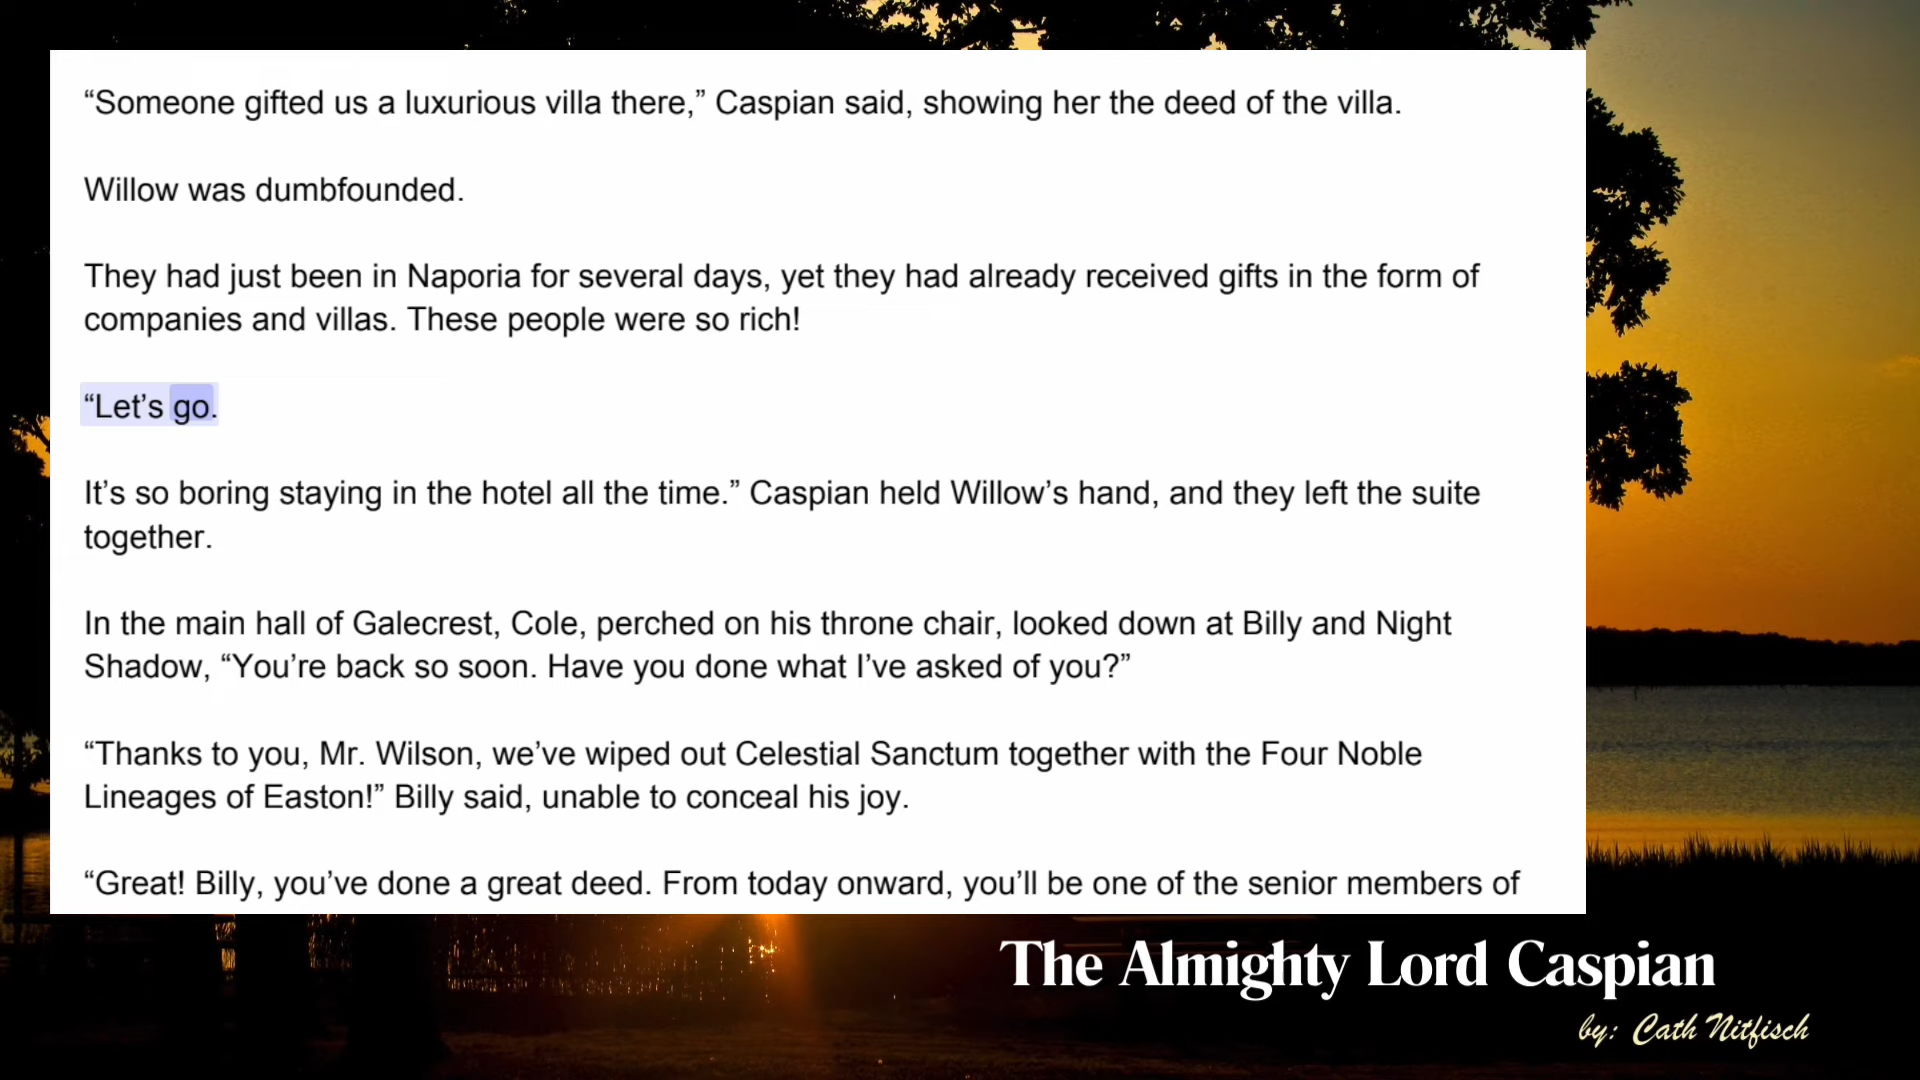 “Someone gifted us a luxurious villa there,” Caspian said, showing her the deed of the villa.
Willow was dumbfounded.
They had just been in Naporia for several days, yet they had already received gifts in the form of
companies and villas. These people were so rich!
“Let’s go.
It’s so boring staying in the hotel all the time.” Caspian held Willow’s hand, and they left the suite
together.
In the main hall of Galecrest, Cole, perched on his throne chair, looked down at Billy and Night
Shadow, “You’re back so soon. Have you done what I’ve asked of you?”
“Thanks to you, Mr. Wilson, we’ve wiped out Celestial Sanctum together with the Four Noble
Lineages of Easton!” Billy said, unable to conceal his joy.
“Great! Billy, you’ve done a great deed. From today onward, you’ll be one of the senior members of
The Almighty Lord Caspian
by: Cath Nitfisch